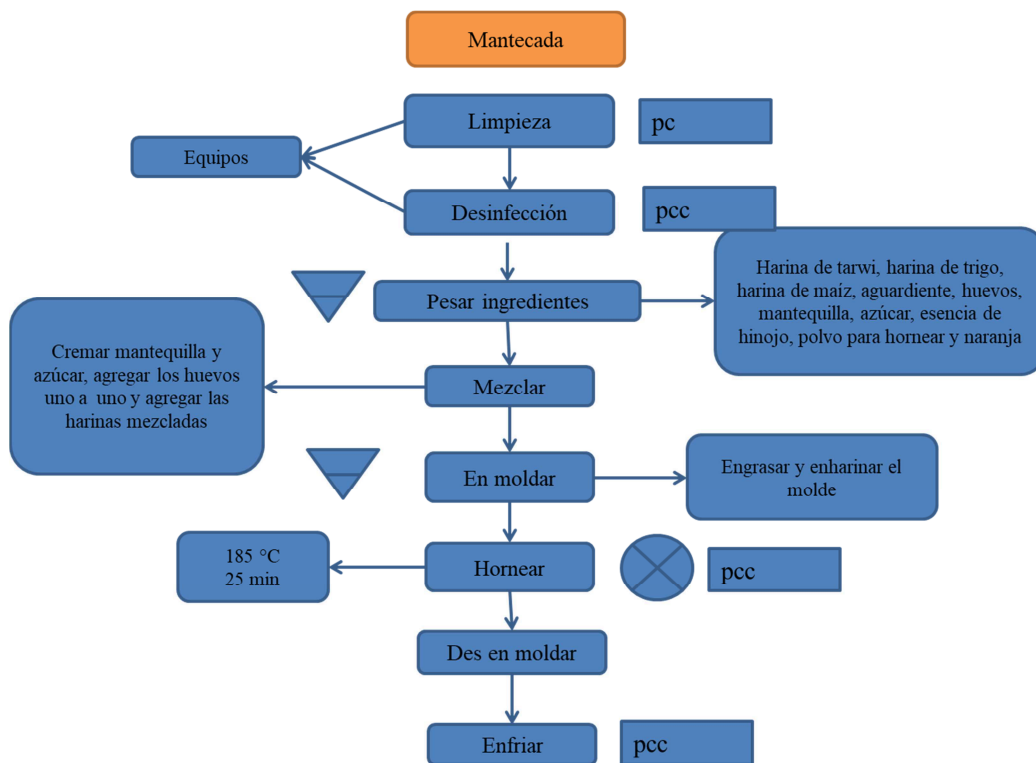 Mantecada
Limpieza
pc
Equipos
Desinfección
pcc
Pesar ingredientes
Harina de tarwi, harina de trigo,
harina de maíz, aguardiente, huevos,
mantequilla, azúcar, esencia de
hinojo, polvo para hornear y naranja
Cremar mantequilla y
azúcar, agregar los huevos
uno a uno y agregar las
harinas mezcladas
Mezclar
En moldar
Engrasar y enharinar el
molde
185 °C
25 min
Hornear
pcc
Des en moldar
Enfriar
pcc